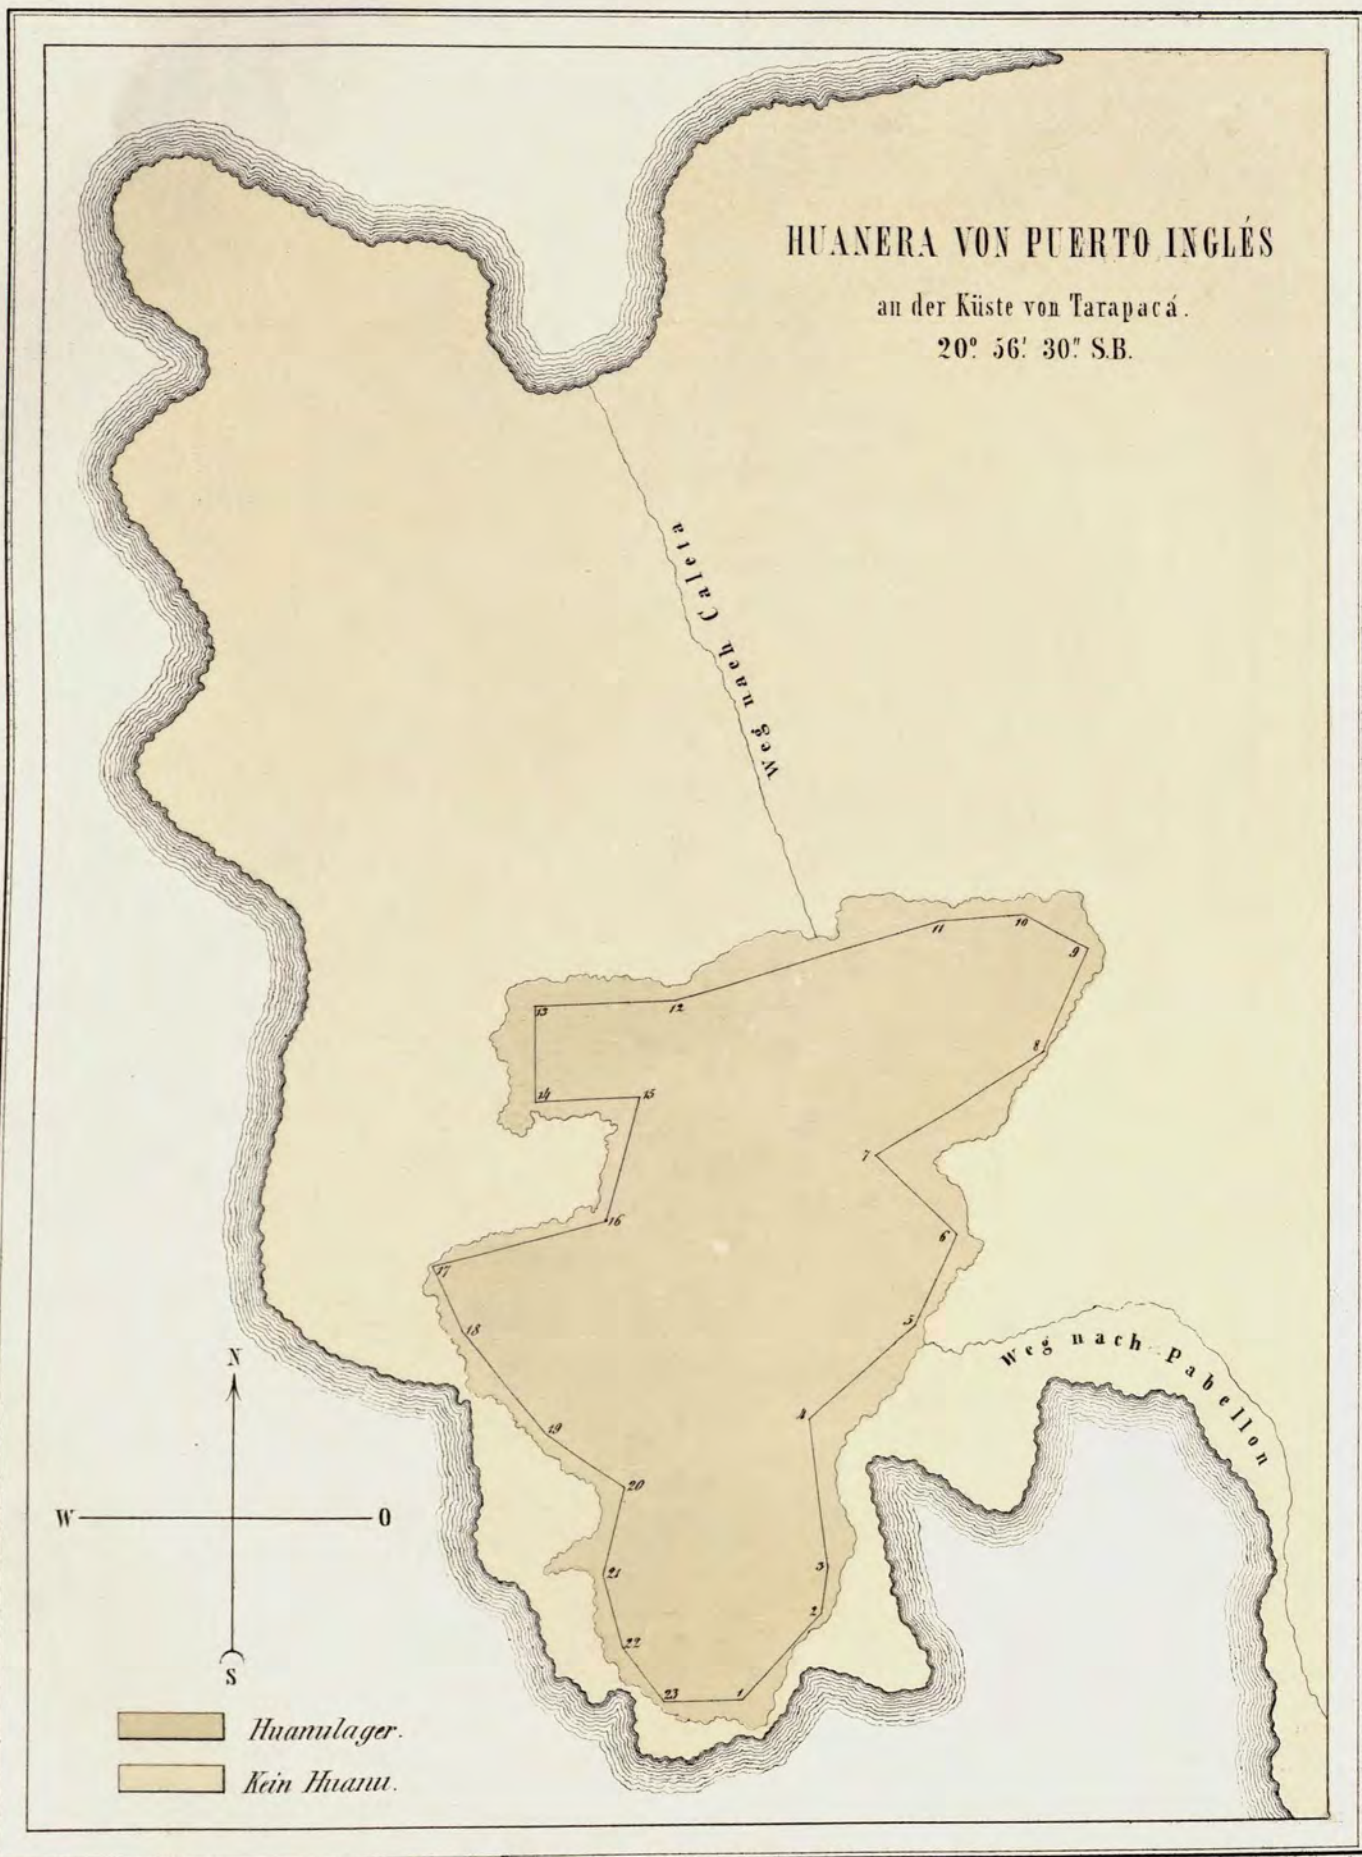 HUANERA VON PUERTO INGLÉS
an der Küste von Tarapacá.
20° 56' 30" S.B.
Weg nach Caleta
11
10
9
13
12
8
14
15
7
16
6
17
5
18
Weg nach Pabellon
N
4
19
20
W
O
3
21
2
22
S
23
1
Huanulager.
Kein Huanu.